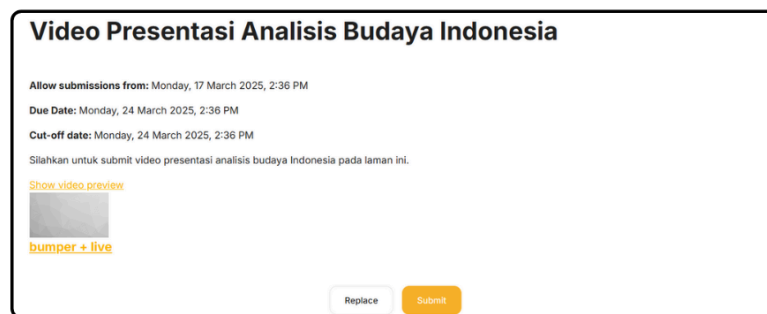 Video Presentasi Analisis Budaya Indonesia
Allow submissions from: Monday, 17 March 2025, 2:36 PM
Due Date: Monday, 24 March 2025, 2:36 PM
Cut-off date: Monday, 24 March 2025, 2:36 PM
Silahkan untuk submit video presentasi analisis budaya Indonesia pada laman ini.
Show video preview
bumper + live
Replace Submit